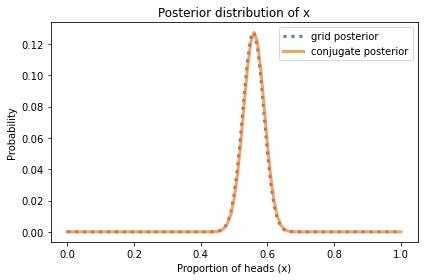 Posterior distribution of x
grid posterior
conjugate posterior
Probability
0.12
0.10
0.08
0.06
0.04
0.02
0.00
0.0 0.2 0.4 0.6 0.8 1.0
Proportion of heads (x)